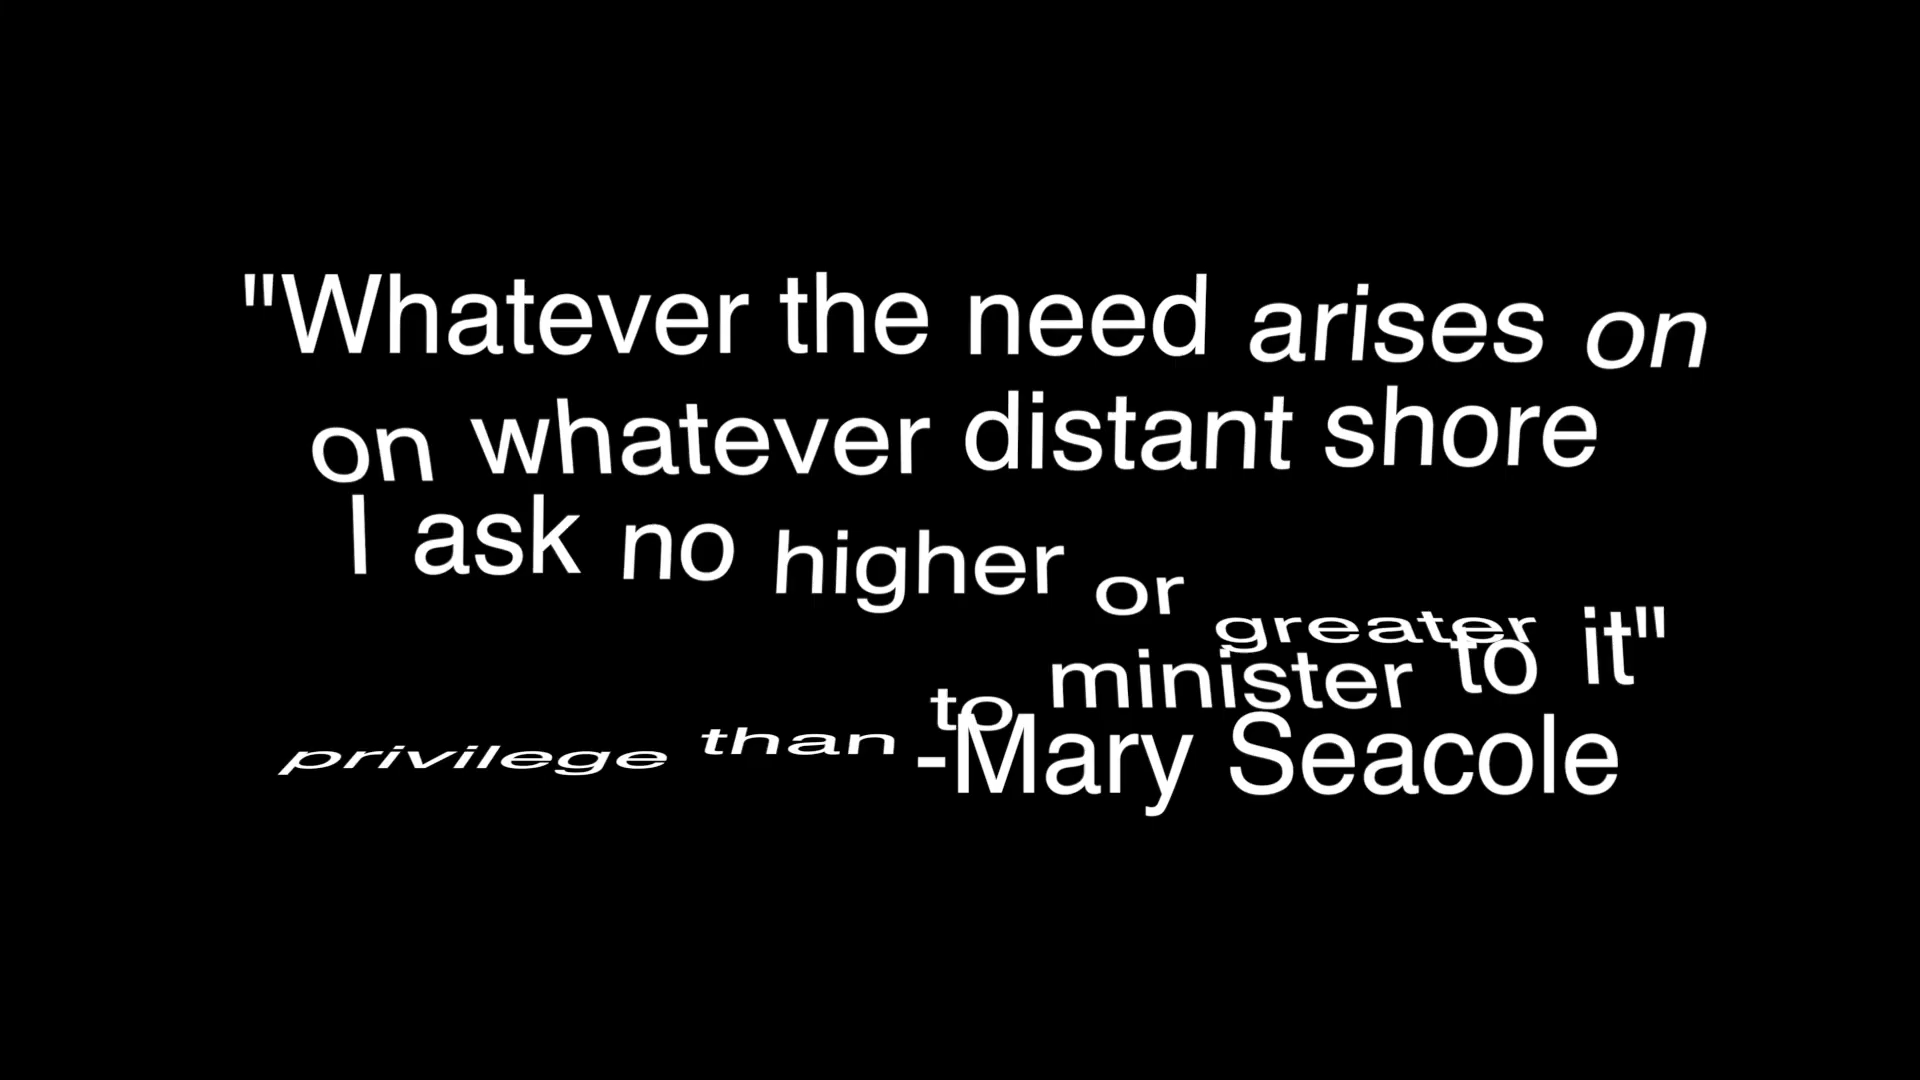 "Whatever the need arises on
on whatever distant shore
I ask no higher or greater
privilege than to minister to it"
-Mary Seacole